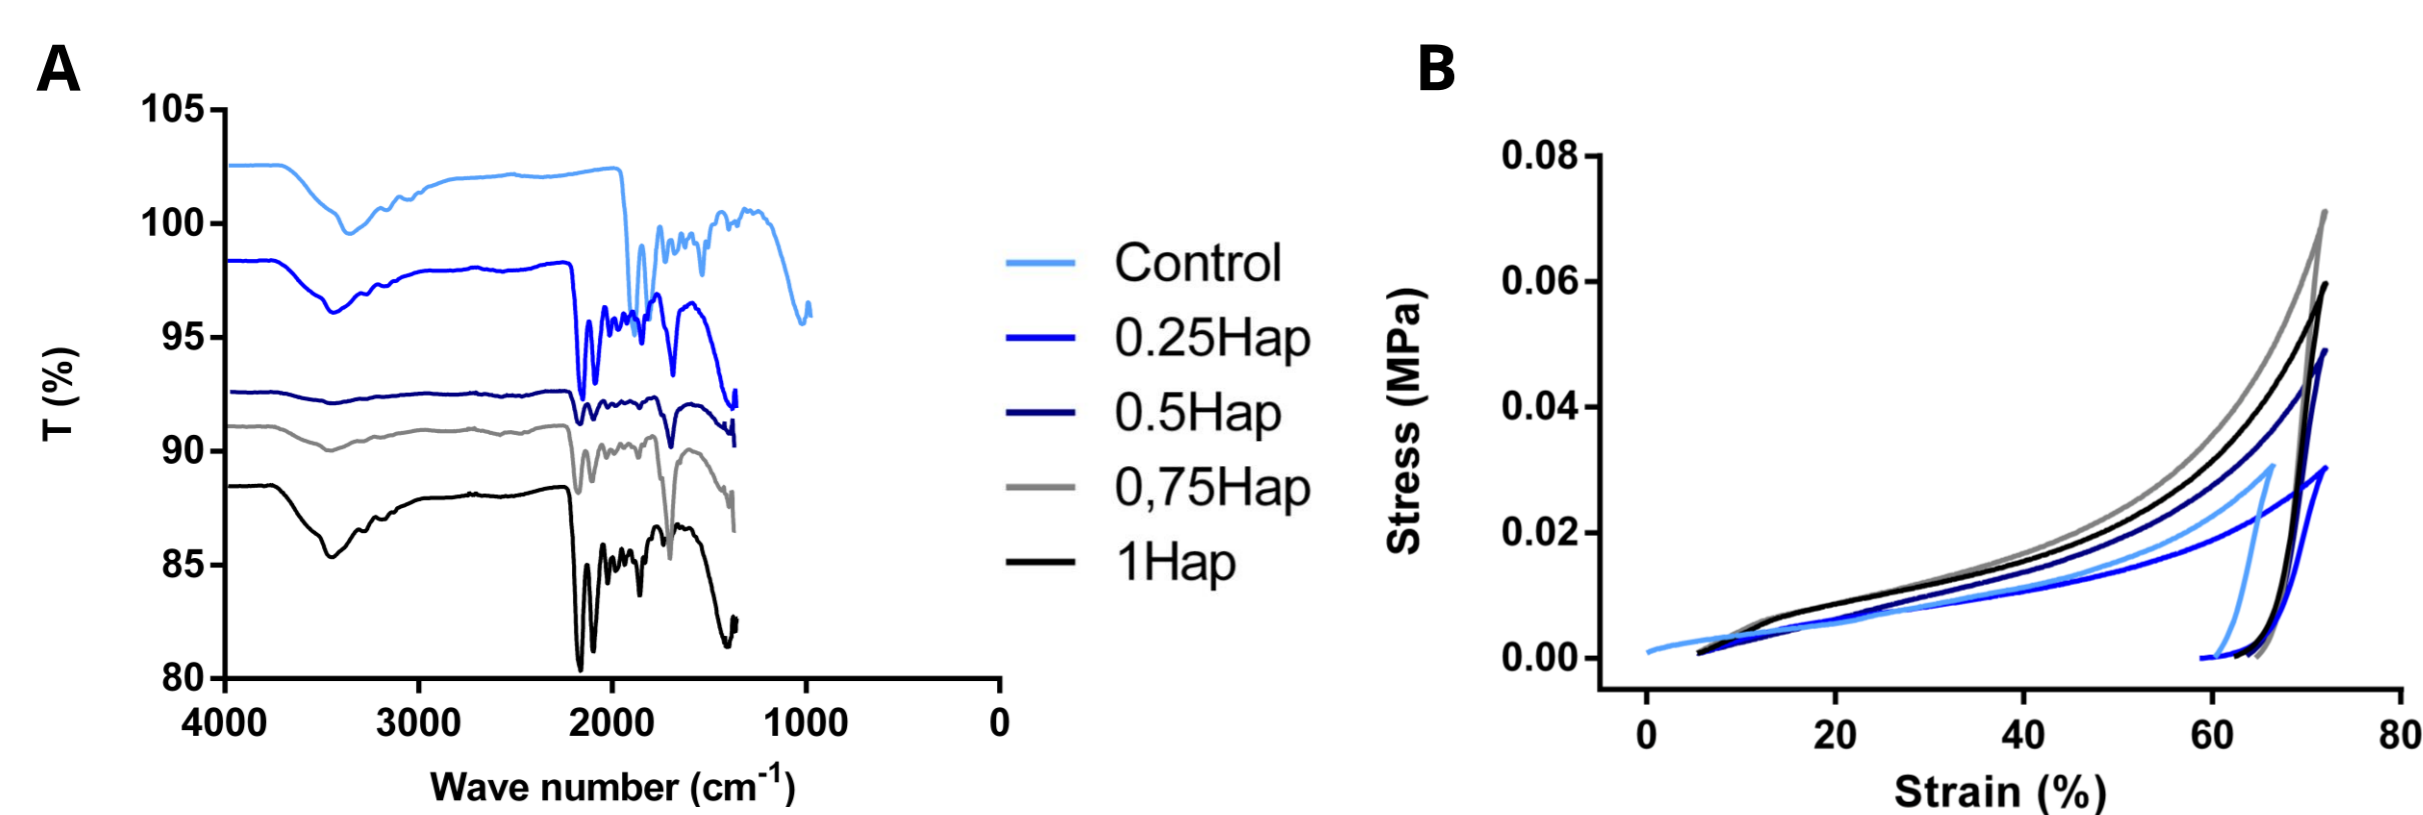 A
105
100
95
90
85
80
T (%)
4000 3000 2000 1000 0
Wave number (cm-1)
Control
0.25Hap
0.5Hap
0,75Hap
1Hap
B
0.08
0.06
0.04
0.02
0.00
Stress (MPa)
0 20 40 60 80
Strain (%)